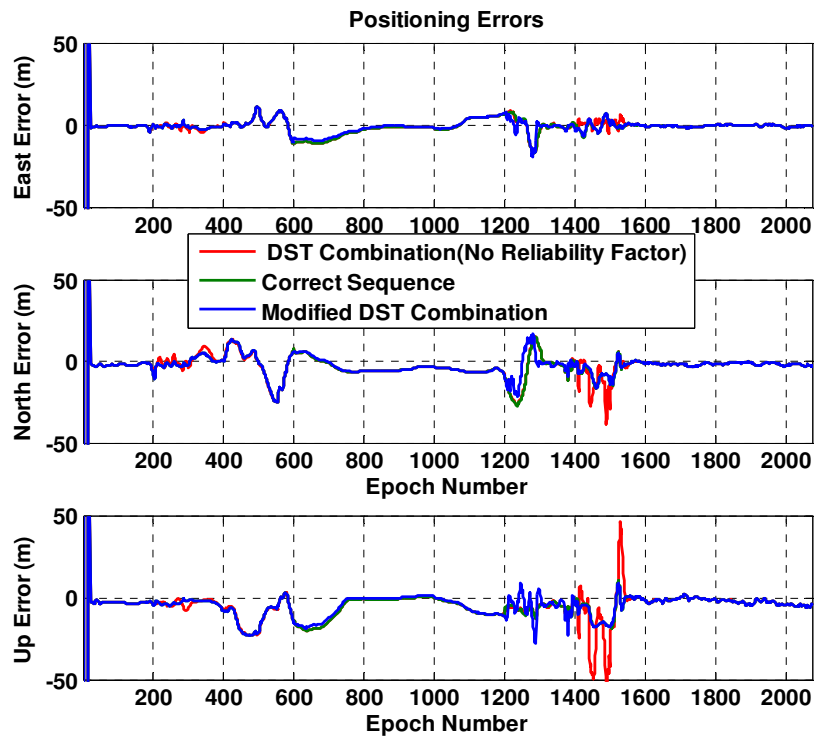 Positioning Errors
East Error (m)
50
0
-50
200 400 600 800 1000 1200 1400 1600 1800 2000
DST Combination(No Reliability Factor)
Correct Sequence
Modified DST Combination
North Error (m)
50
0
-50
200 400 600 800 1000 1200 1400 1600 1800 2000
Epoch Number
Up Error (m)
50
0
-50
200 400 600 800 1000 1200 1400 1600 1800 2000
Epoch Number